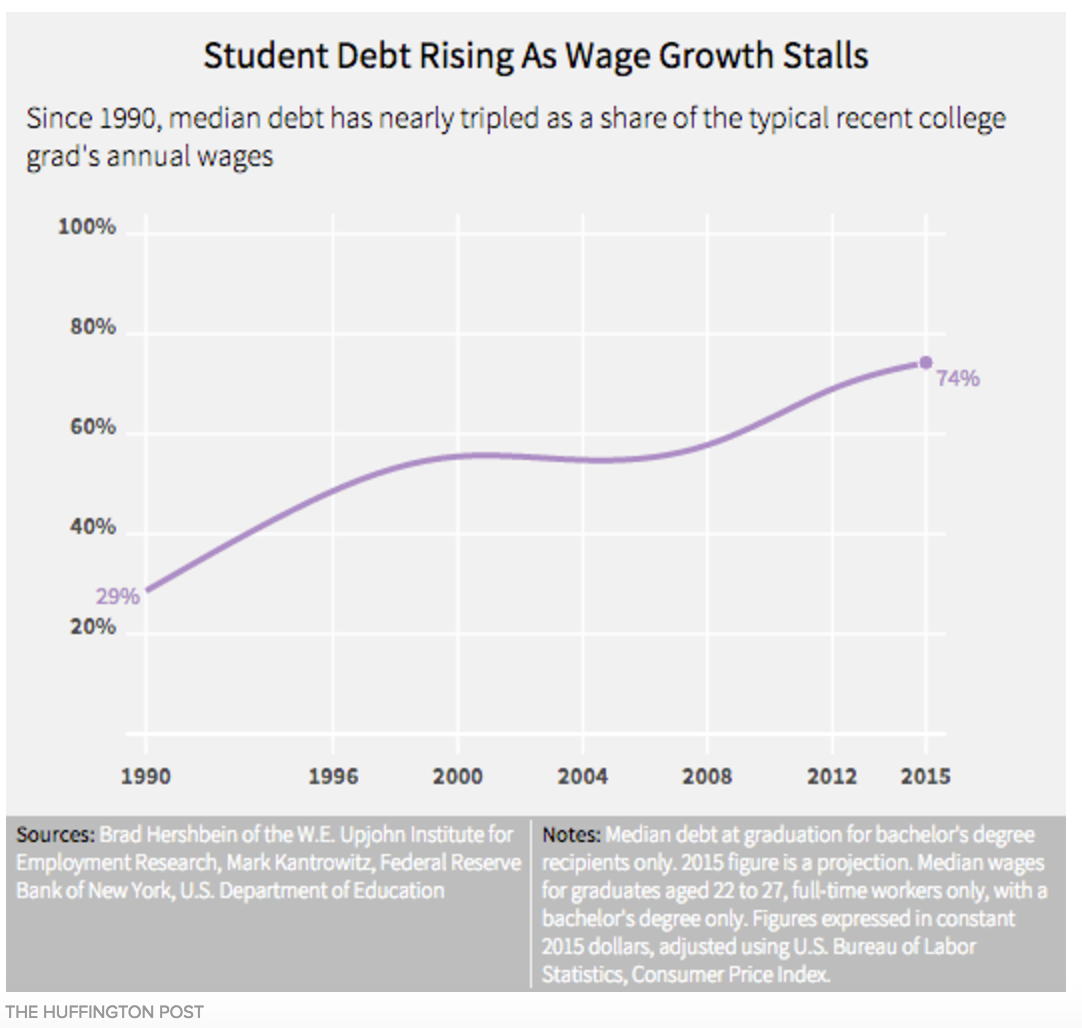 Student Debt Rising As Wage Growth Stalls
Since 1990, median debt has nearly tripled as a share of the typical recent college
grad's annual wages
100%
80%
74%
60%
40%
29%
20%
1990 1996 2000 2004 2008 2012 2015
Sources: Brad Hershbein of the W.E. Upjohn Institute for
Employment Research, Mark Kantrowitz, Federal Reserve
Bank of New York, U.S. Department of Education
Notes: Median debt at graduation for bachelor's degree
recipients only. 2015 figure is a projection. Median wages
for graduates aged 22 to 27, full-time workers only, with a
bachelor's degree only. Figures expressed in constant
2015 dollars, adjusted using U.S. Bureau of Labor
Statistics, Consumer Price Index.
THE HUFFINGTON POST